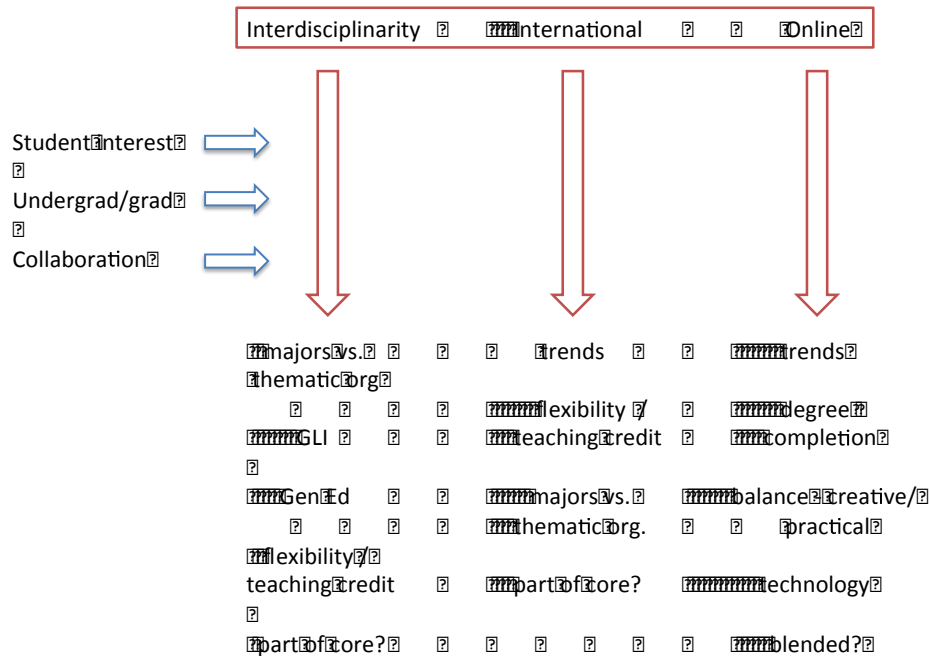 Interdisciplinarity International Online
Student interest
Undergrad/grad
Collaboration
majors vs. trends trends
thematic org
flexibility / degree
GLI teaching credit completion
Gen Ed majors vs. balance - creative/
thematic org. practical
flexibility /
teaching credit part of core? technology
part of core? blended?